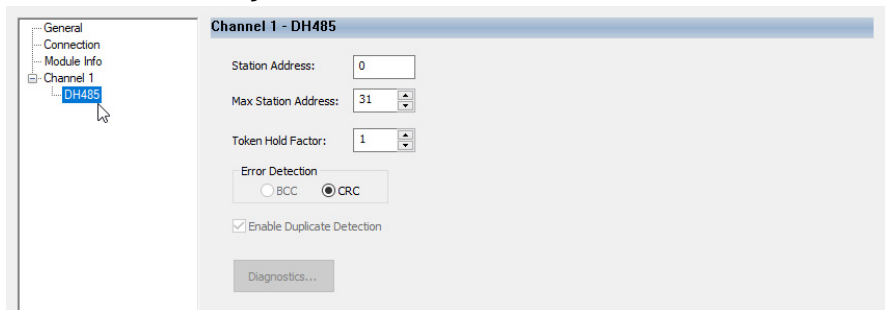 General
Connection
Module Info
Channel 1
DH485
Channel 1 - DH485
Station Address: 0
Max Station Address: 31
Token Hold Factor: 1
Error Detection
BCC CRC
Enable Duplicate Detection
Diagnostics...